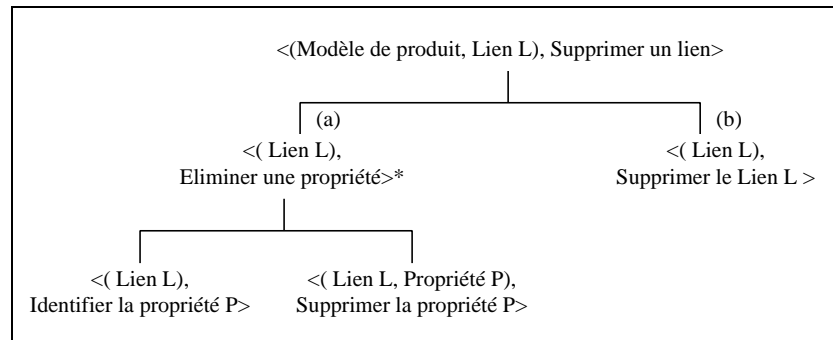 <(Modèle de produit, Lien L), Supprimer un lien>
(a)
<( Lien L),
Eliminer une propriété>*
(b)
<( Lien L),
Supprimer le Lien L >
<( Lien L),
Identifier la propriété P>
<( Lien L, Propriété P),
Supprimer la propriété P>